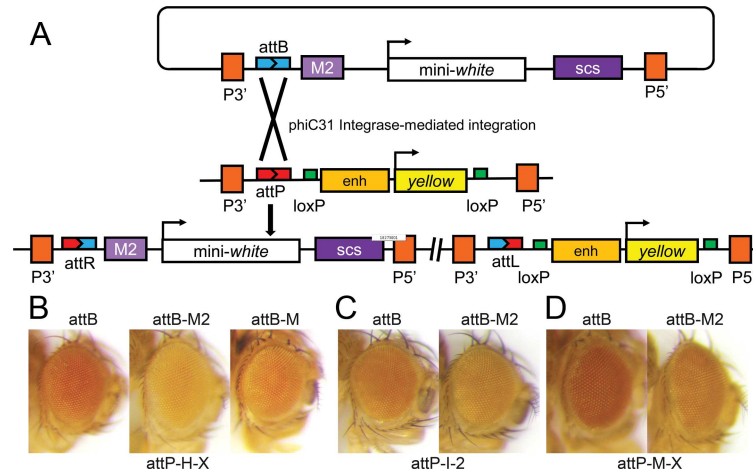 A
attB
M2
mini-white
scs
P3'
P5'
phiC31 Integrase-mediated integration
enh
yellow
P3'
attP
loxP
loxP
P5'
M2
mini-white
scs
enh
yellow
P3'
attR
P5'
P3'
attL
loxP
loxP
P5
B
attB
attB-M2
attB-M
C
attB
attB-M2
D
attB
attB-M2
attP-H-X
attP-I-2
attP-M-X